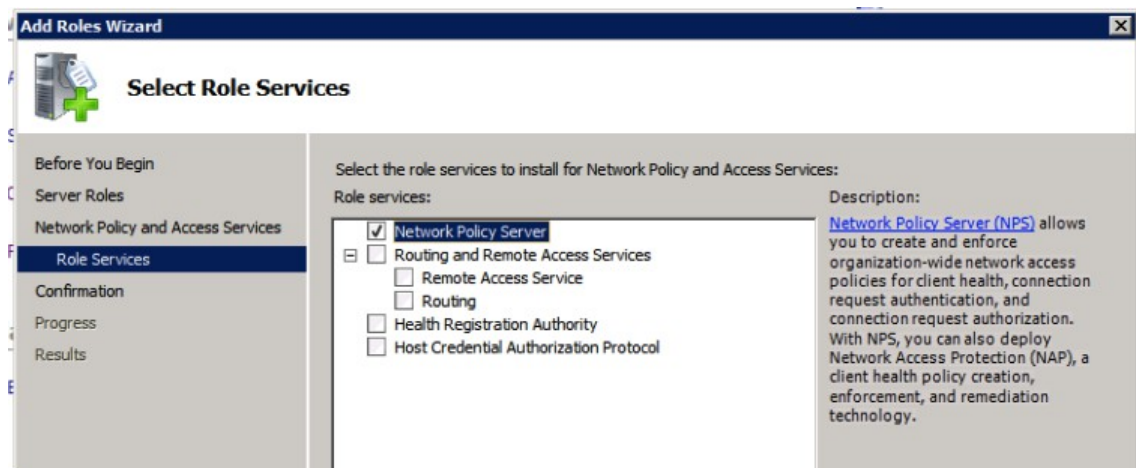 Add Roles Wizard
Select Role Services
Before You Begin
Server Roles
Network Policy and Access Services
Role Services
Confirmation
Progress
Results
Select the role services to install for Network Policy and Access Services:
Role services:
Network Policy Server
Routing and Remote Access Services
Remote Access Service
Routing
Health Registration Authority
Host Credential Authorization Protocol
Description:
Network Policy Server (NPS) allows
you to create and enforce
organization-wide network access
policies for client health, connection
request authentication, and
connection request authorization.
With NPS, you can also deploy
Network Access Protection (NAP), a
client health policy creation,
enforcement, and remediation
technology.